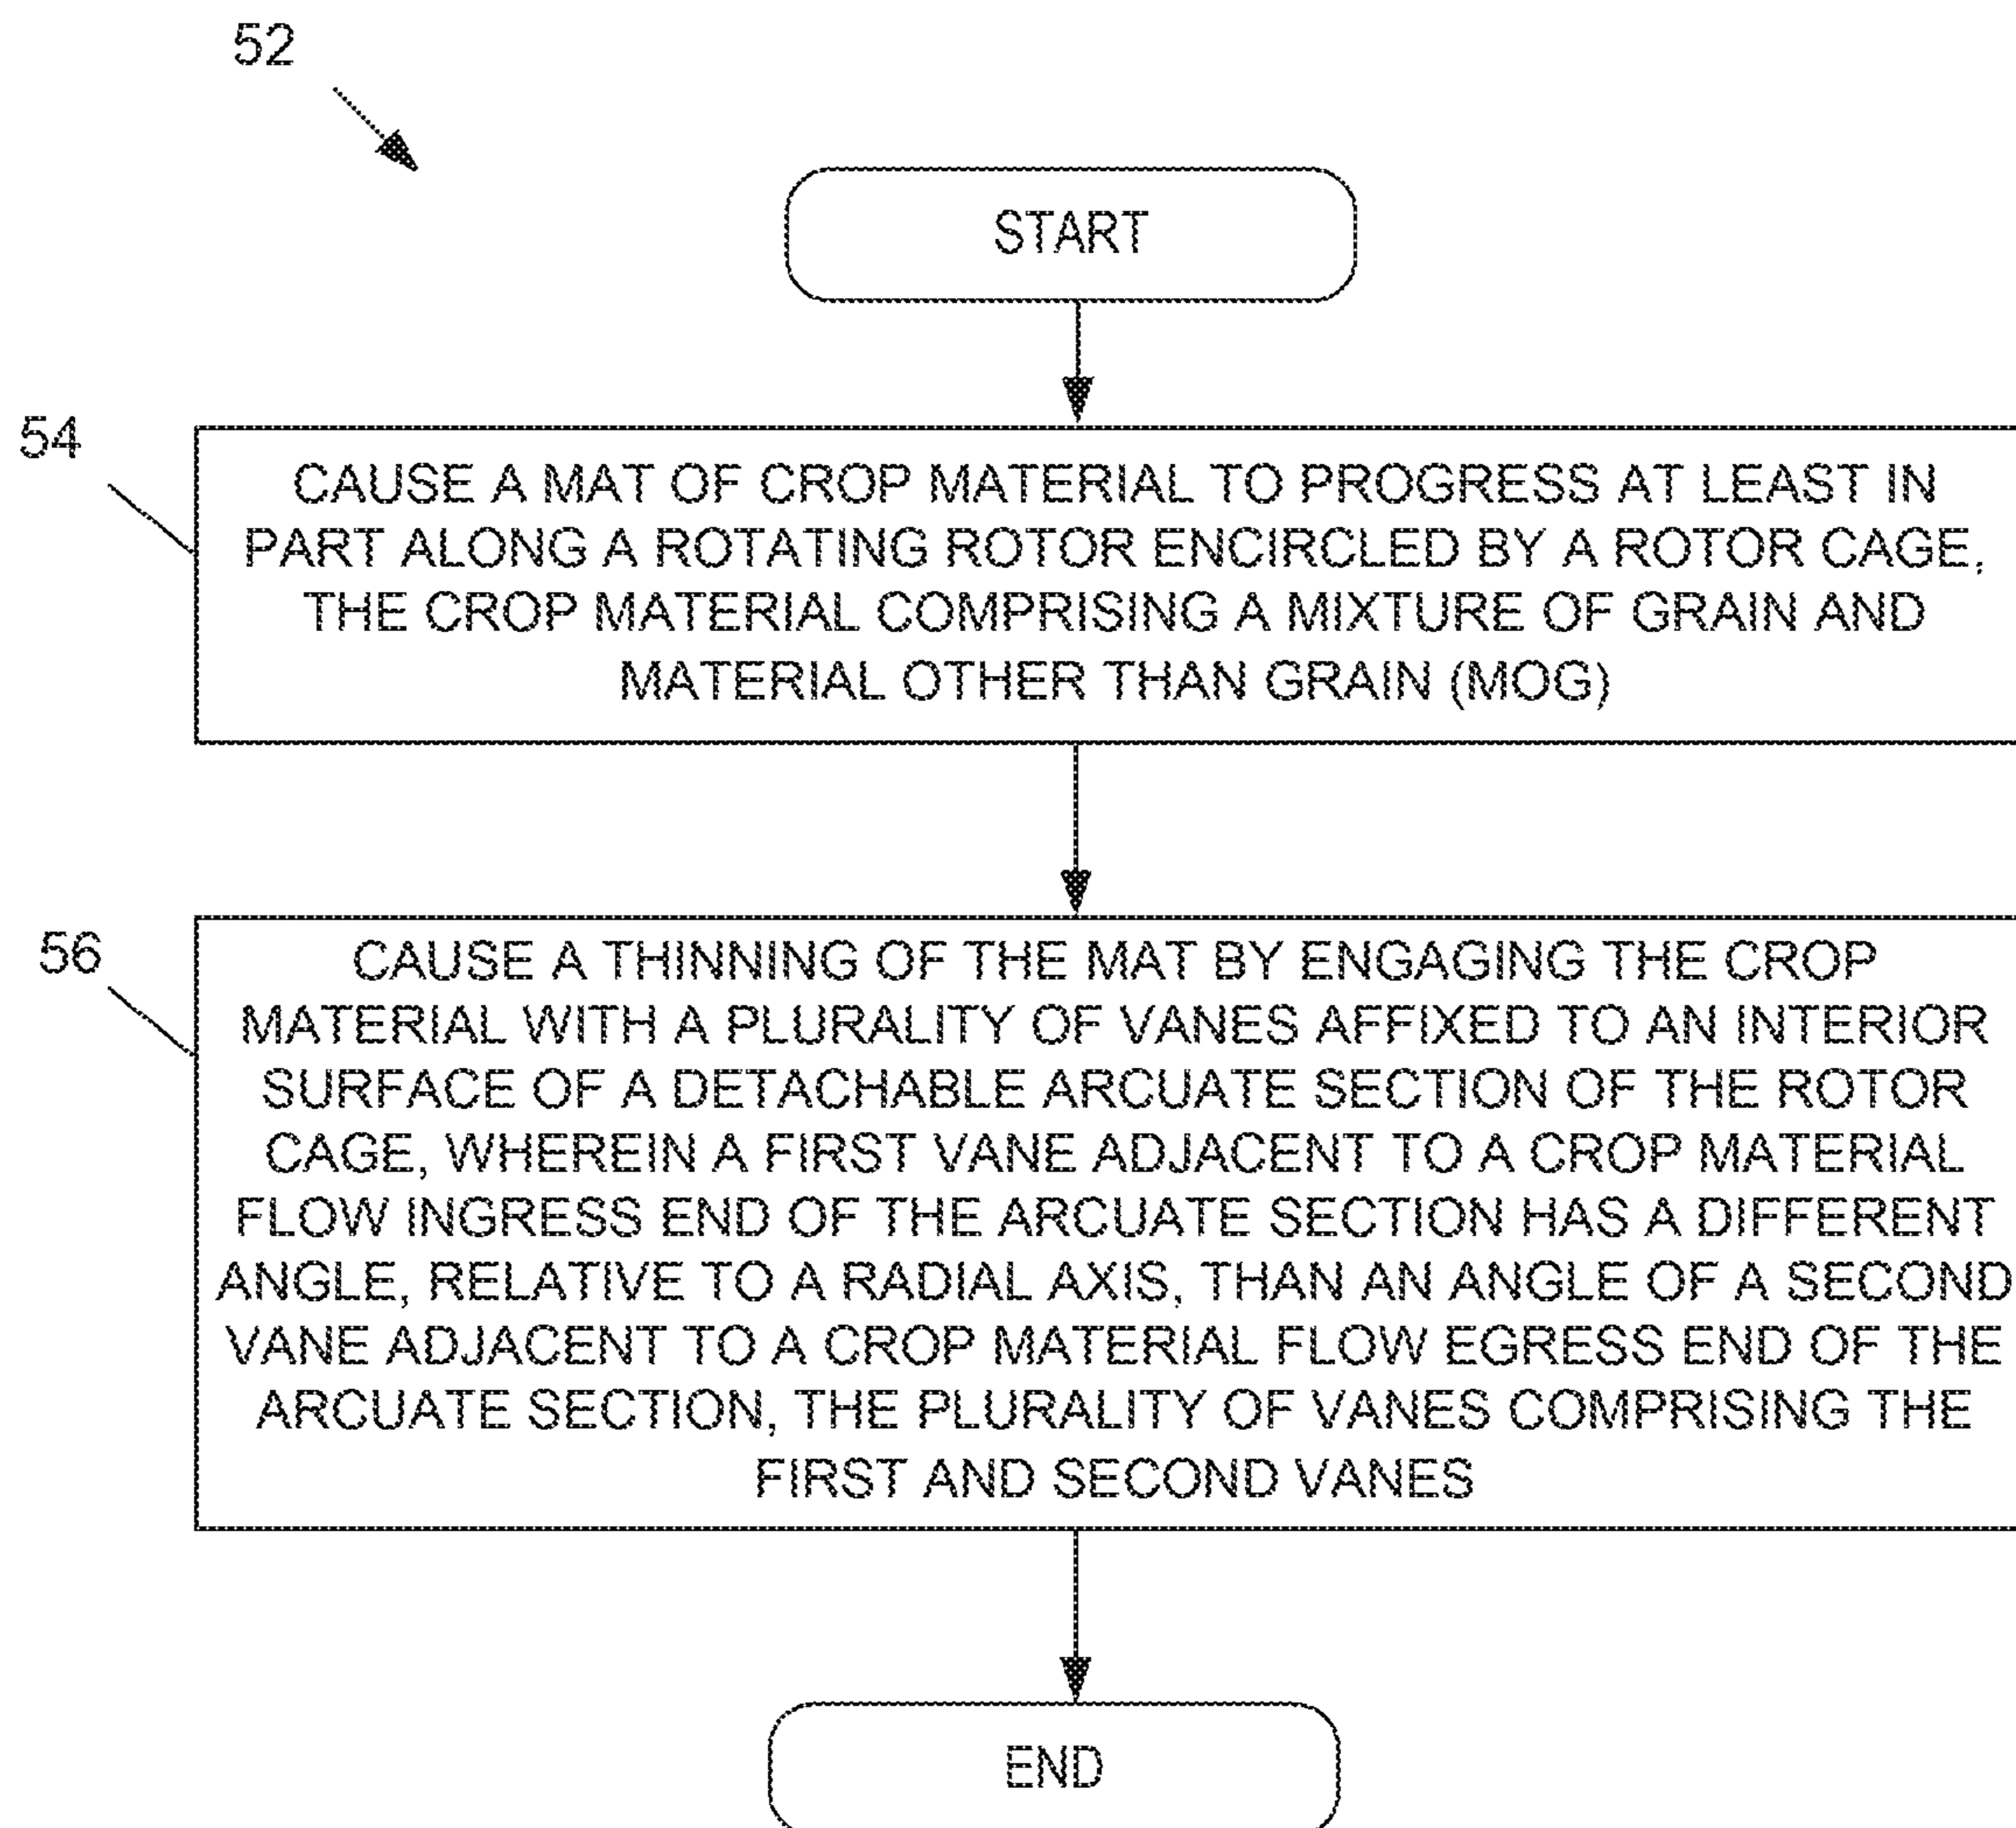 52
START
54
CAUSE A MAT OF CROP MATERIAL TO PROGRESS AT LEAST IN
PART ALONG A ROTATING ROTOR ENCIRCLED BY A ROTOR CAGE,
THE CROP MATERIAL COMPRISING A MIXTURE OF GRAIN AND
MATERIAL OTHER THAN GRAIN (MOG)
56
CAUSE A THINNING OF THE MAT BY ENGAGING THE CROP
MATERIAL WITH A PLURALITY OF VANES AFFIXED TO AN INTERIOR
SURFACE OF A DETACHABLE ARCUATE SECTION OF THE ROTOR
CAGE, WHEREIN A FIRST VANE ADJACENT TO A CROP MATERIAL
FLOW INGRESS END OF THE ARCUATE SECTION HAS A DIFFERENT
ANGLE, RELATIVE TO A RADIAL AXIS, THAN AN ANGLE OF A SECOND
VANE ADJACENT TO A CROP MATERIAL FLOW EGRESS END OF THE
ARCUATE SECTION, THE PLURALITY OF VANES COMPRISING THE
FIRST AND SECOND VANES
END